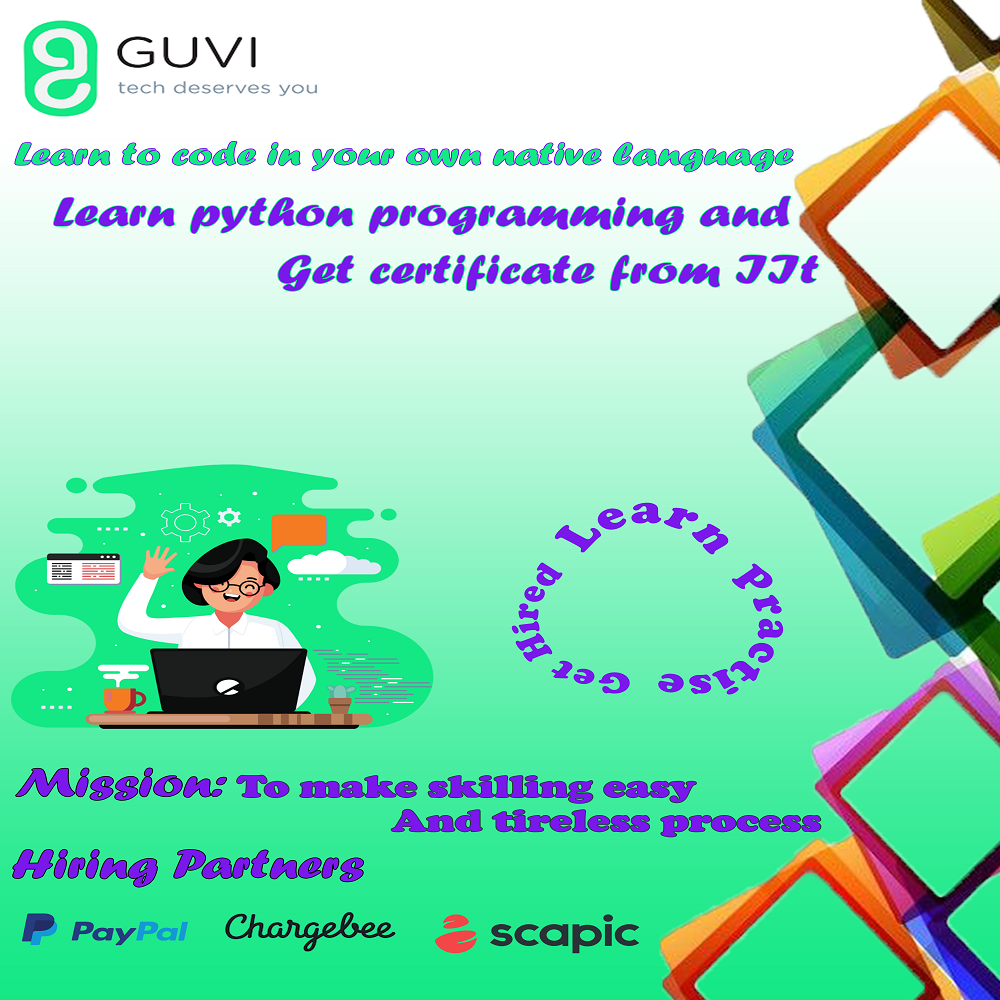 GUVI
tech deserves you
Learn to code in your own native language
Learn python programming and
Get certificate from IIt
Learn Practise Get Hired
Mission: To make skilling easy
And tireless process
Hiring Partners
PayPal Chargebee scapic